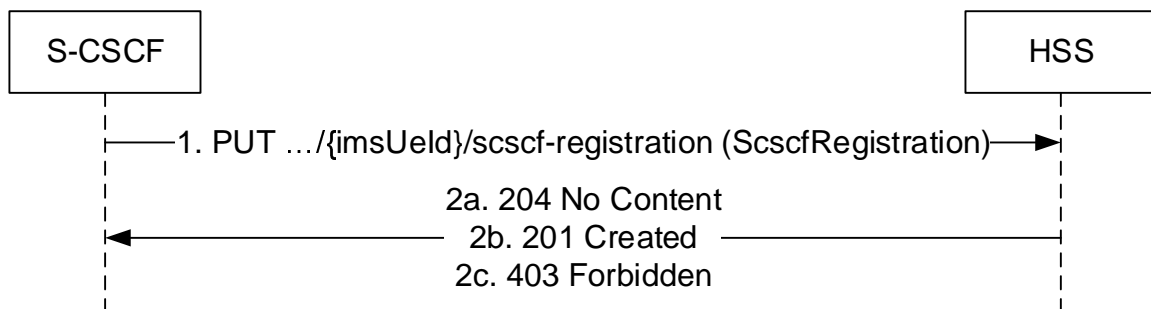 S-CSCF
HSS
1. PUT …/{imsUeId}/scscf-registration (ScscfRegistration)
2a. 204 No Content
2b. 201 Created
2c. 403 Forbidden